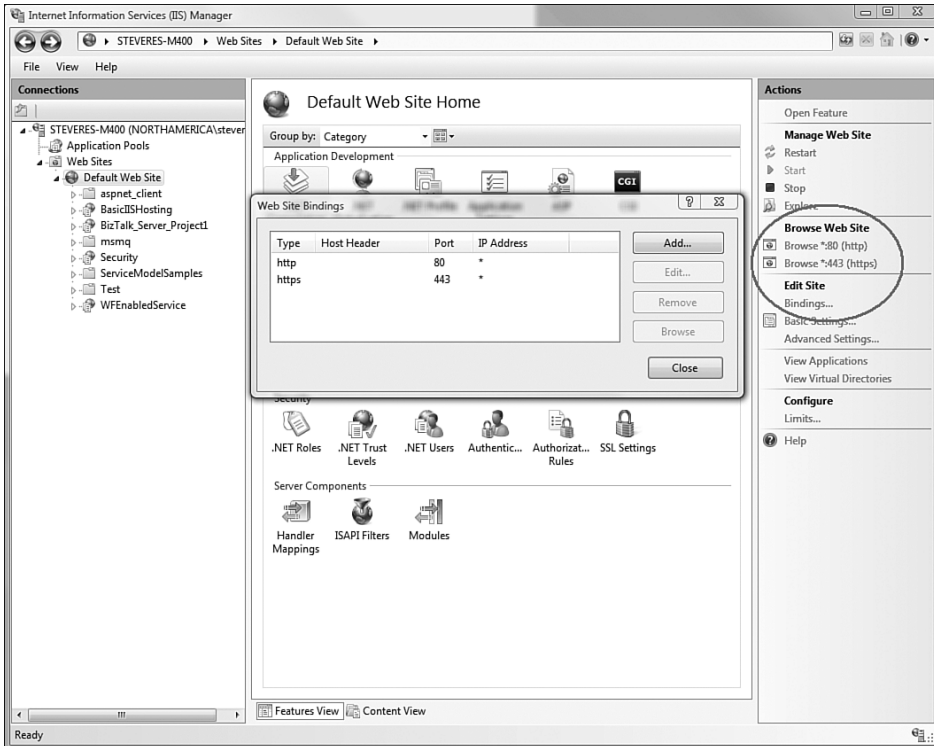 Internet Information Services (IIS) Manager
STEVERES-M400 Web Sites Default Web Site
File View Help
Connections
STEVERES-M400 (NORTHAMERICA\stever
Application Pools
Web Sites
Default Web Site
aspnet_client
BasicIISHosting
BizTalk_Server_Project1
msmq
Security
ServiceModelSamples
Test
WFEnabledService
Default Web Site Home
Group by: Category
Application Development
CGI
Web Site Bindings
Type Host Header Port IP Address
http 80 *
https 443 *
Add...
Edit...
Remove
Browse
Close
Security
.NET Roles .NET Trust Levels .NET Users Authentic... Authorizat... Rules SSL Settings
Server Components
Handler Mappings ISAPI Filters Modules
Features View Content View
Actions
Open Feature
Manage Web Site
Restart
Start
Stop
Explore
Browse Web Site
Browse *:80 (http)
Browse *:443 (https)
Edit Site
Bindings...
Basic Settings...
Advanced Settings...
View Applications
View Virtual Directories
Configure
Limits...
Help
Ready